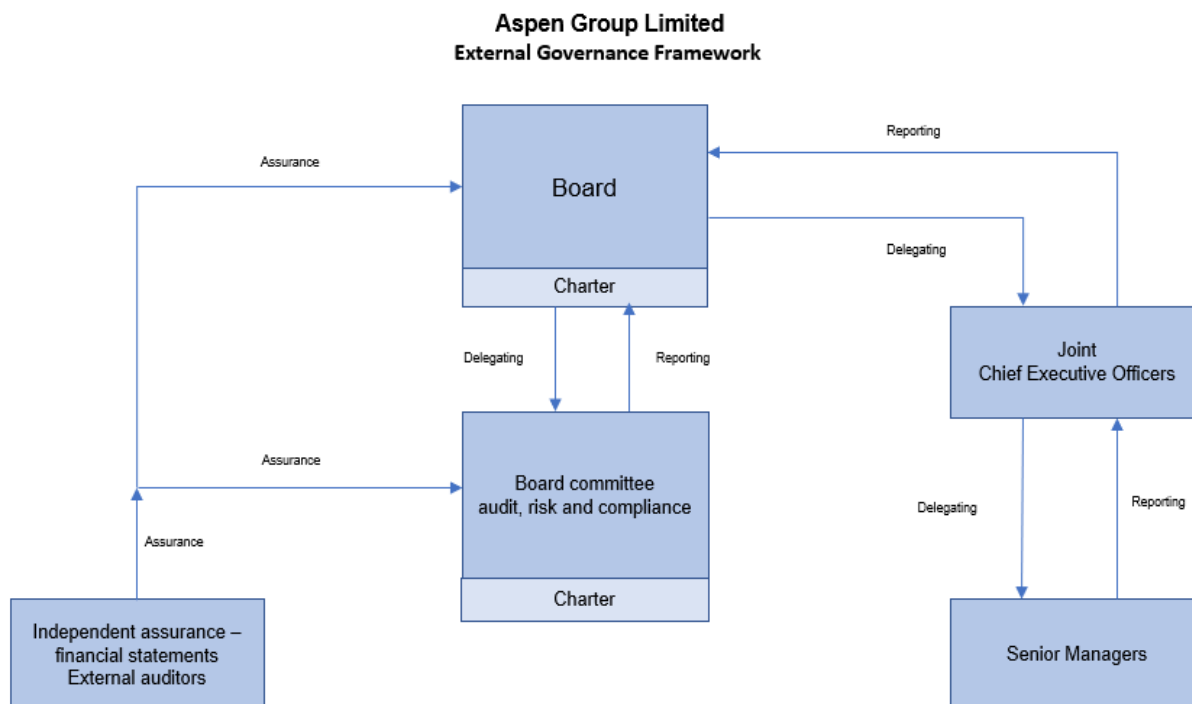 Aspen Group Limited
External Governance Framework
Reporting
Assurance
Board
Delegating
Charter
Joint
Chief Executive Officers
Delegating
Reporting
Assurance
Board committee
audit, risk and compliance
Delegating
Reporting
Assurance
Charter
Independent assurance –
financial statements
External auditors
Senior Managers